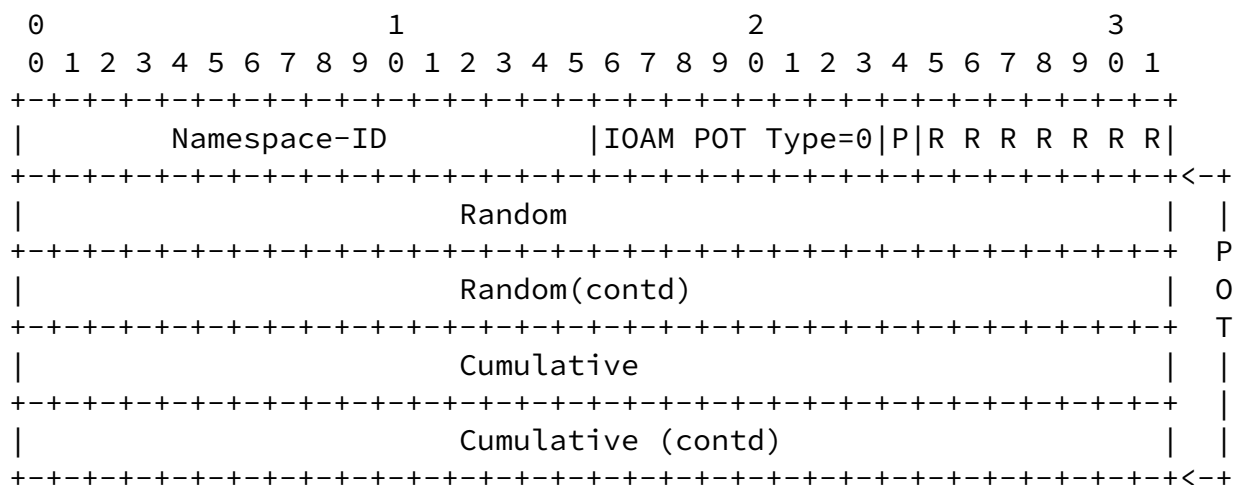 0                   1                   2                   3
 0 1 2 3 4 5 6 7 8 9 0 1 2 3 4 5 6 7 8 9 0 1 2 3 4 5 6 7 8 9 0 1
+-+-+-+-+-+-+-+-+-+-+-+-+-+-+-+-+-+-+-+-+-+-+-+-+-+-+-+-+-+-+-+-+
|        Namespace-ID           |IOAM POT Type=0|P|R R R R R R R|
+-+-+-+-+-+-+-+-+-+-+-+-+-+-+-+-+-+-+-+-+-+-+-+-+-+-+-+-+-+-+-+-+<-+
|                        Random                                 |  |
+-+-+-+-+-+-+-+-+-+-+-+-+-+-+-+-+-+-+-+-+-+-+-+-+-+-+-+-+-+-+-+-+  P
|                        Random(contd)                          |  O
+-+-+-+-+-+-+-+-+-+-+-+-+-+-+-+-+-+-+-+-+-+-+-+-+-+-+-+-+-+-+-+-+  T
|                        Cumulative                             |  |
+-+-+-+-+-+-+-+-+-+-+-+-+-+-+-+-+-+-+-+-+-+-+-+-+-+-+-+-+-+-+-+-+  |
|                        Cumulative (contd)                     |  |
+-+-+-+-+-+-+-+-+-+-+-+-+-+-+-+-+-+-+-+-+-+-+-+-+-+-+-+-+-+-+-+-+<-+